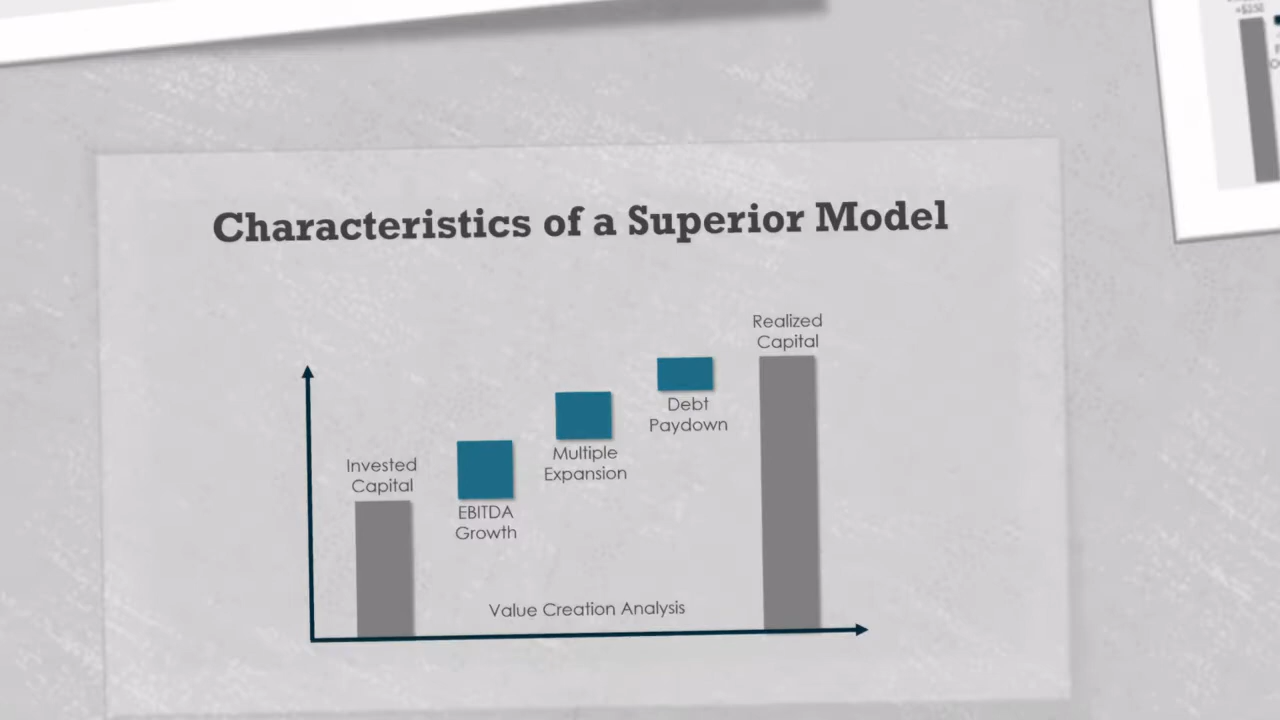 Characteristics of a Superior Model
Realized
Capital
Debt
Paydown
Multiple
Expansion
Invested
Capital
EBITDA
Growth
Value Creation Analysis